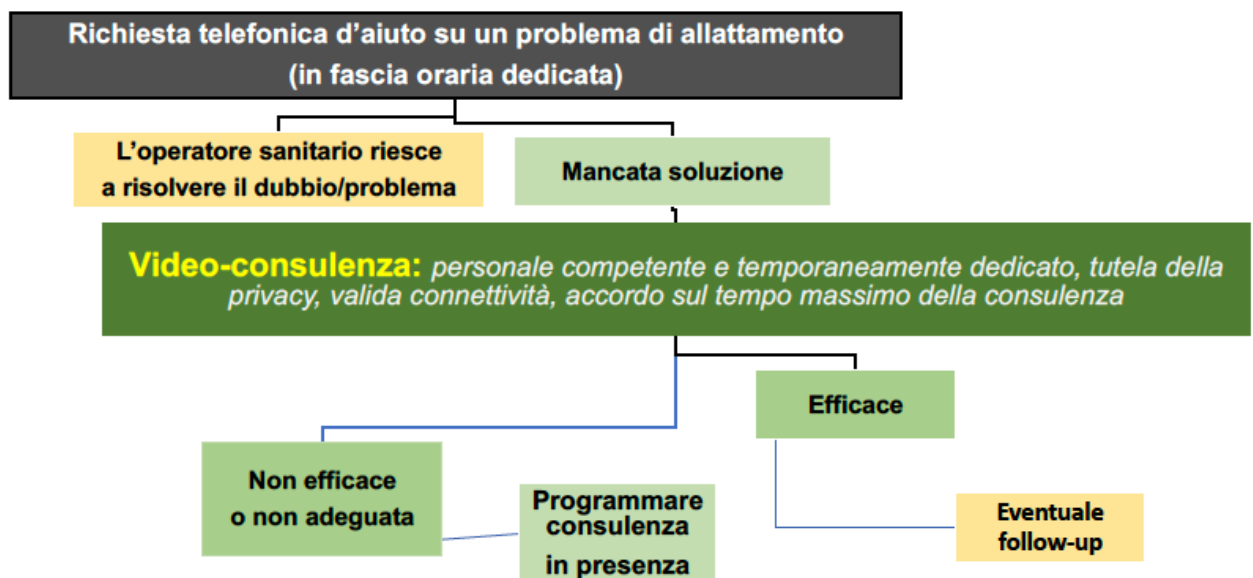 Richiesta telefonica d’aiuto su un problema di allattamento
(in fascia oraria dedicata)
L’operatore sanitario riesce
a risolvere il dubbio/problema
Mancata soluzione
Video-consulenza: personale competente e temporaneamente dedicato, tutela della
privacy, valida connettività, accordo sul tempo massimo della consulenza
Efficace
Non efficace
o non adeguata
Programmare
consulenza
in presenza
Eventuale
follow-up